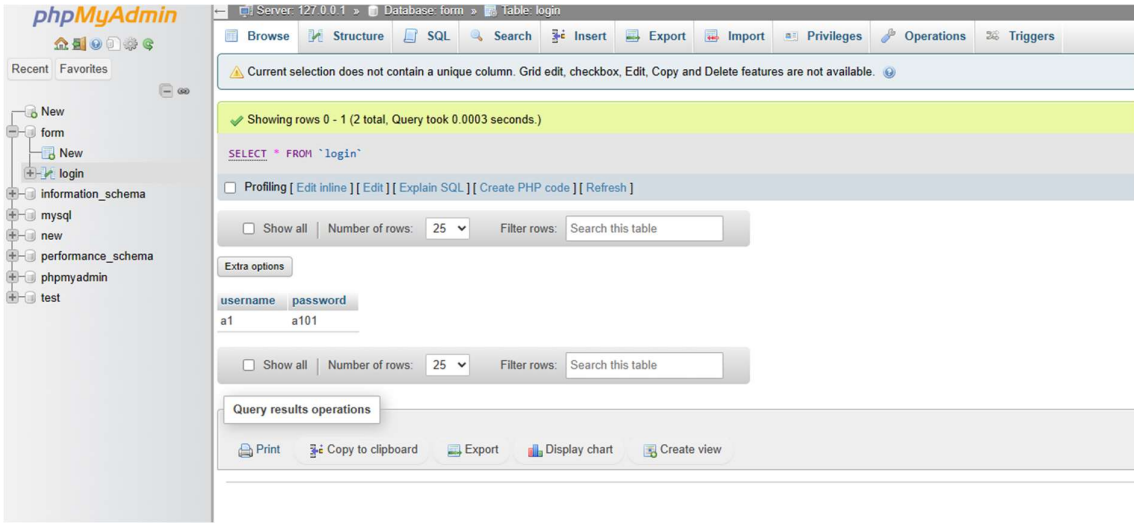 phpMyAdmin
Server: 127.0.0.1 » Database: form » Table: login
Browse Structure SQL Search Insert Export Import Privileges Operations Triggers
Recent Favorites
Current selection does not contain a unique column. Grid edit, checkbox, Edit, Copy and Delete features are not available.
New
form
New
login
information_schema
mysql
new
performance_schema
phpmyadmin
test
Showing rows 0 - 1 (2 total, Query took 0.0003 seconds.)
SELECT * FROM `login`
Profiling [ Edit inline ] [ Edit ] [ Explain SQL ] [ Create PHP code ] [ Refresh ]
Show all | Number of rows: 25 Filter rows: Search this table
Extra options
username password
a1 a101
Show all | Number of rows: 25 Filter rows: Search this table
Query results operations
Print Copy to clipboard Export Display chart Create view